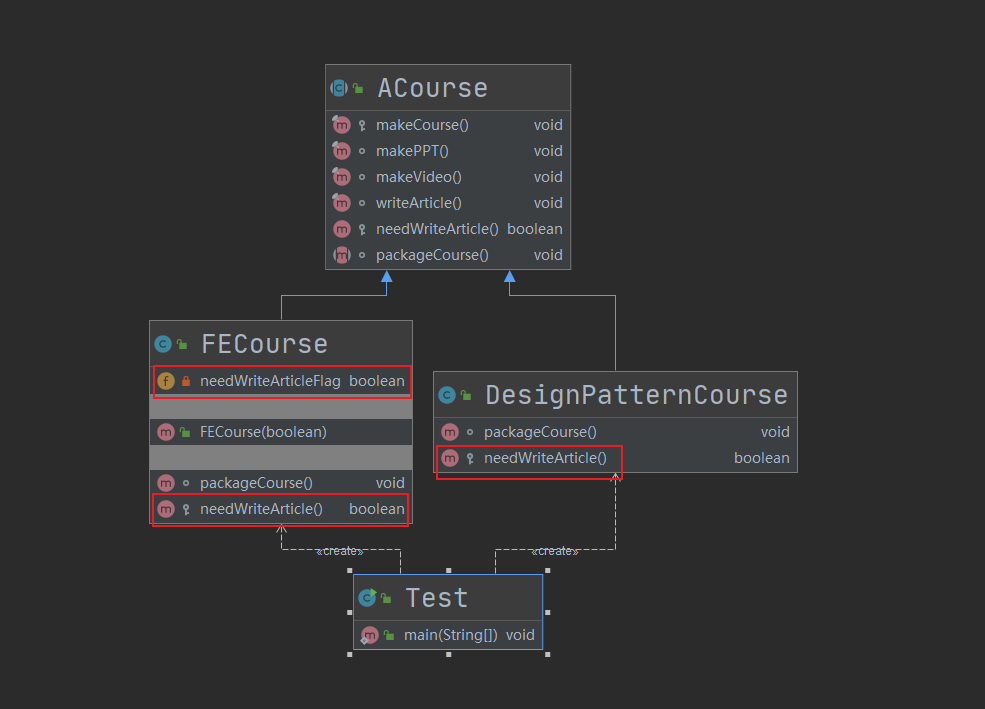 ACourse
makeCourse() void
makePPT() void
makeVideo() void
writeArticle() void
needWriteArticle() boolean
packageCourse() void
FECourse
needWriteArticleFlag boolean
FECourse(boolean)
packageCourse() void
needWriteArticle() boolean
DesignPatternCourse
packageCourse() void
needWriteArticle() boolean
«create»
«create»
Test
main(String[]) void